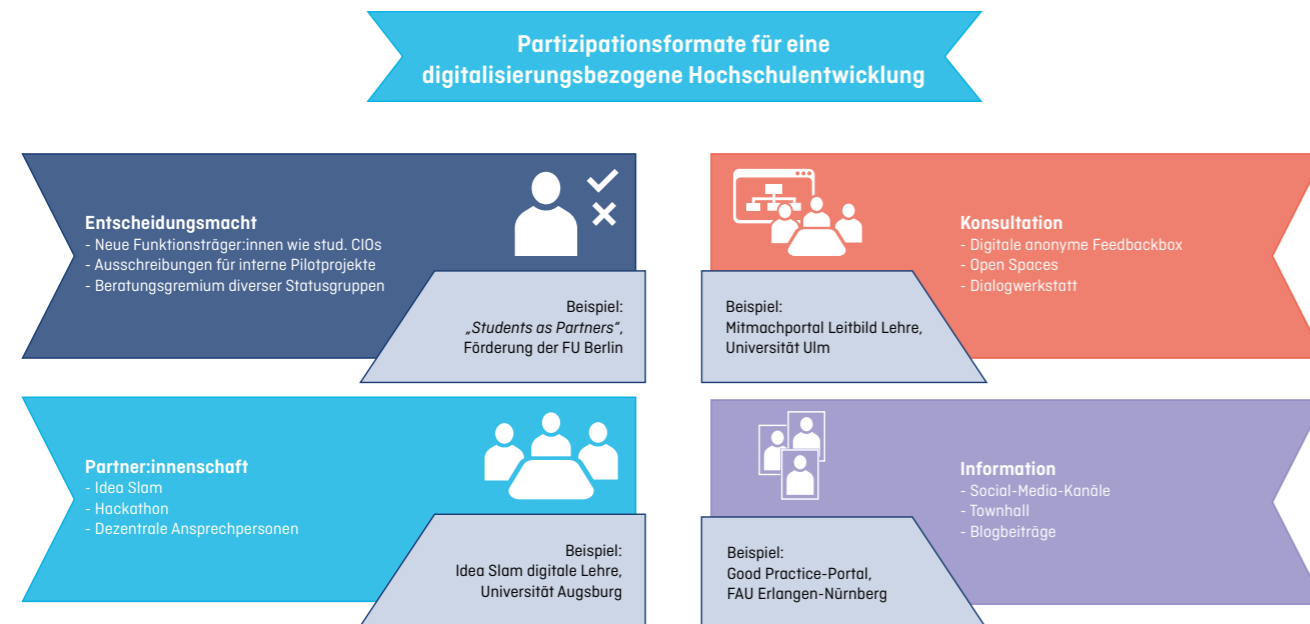 Partizipationsformate für eine
digitalisierungsbezogene Hochschulentwicklung
Entscheidungsmacht
- Neue Funktionsträger:innen wie stud. CIOs
- Ausschreibungen für interne Pilotprojekte
- Beratungsgremium diverser Statusgruppen
Beispiel:
„Students as Partners“,
Förderung der FU Berlin
Konsultation
- Digitale anonyme Feedbackbox
- Open Spaces
- Dialogwerkstatt
Beispiel:
Mitmachportal Leitbild Lehre,
Universität Ulm
Partner:innenschaft
- Idea Slam
- Hackathon
- Dezentrale Ansprechpersonen
Beispiel:
Idea Slam digitale Lehre,
Universität Augsburg
Information
- Social-Media-Kanäle
- Townhall
- Blogbeiträge
Beispiel:
Good Practice-Portal,
FAU Erlangen-Nürnberg